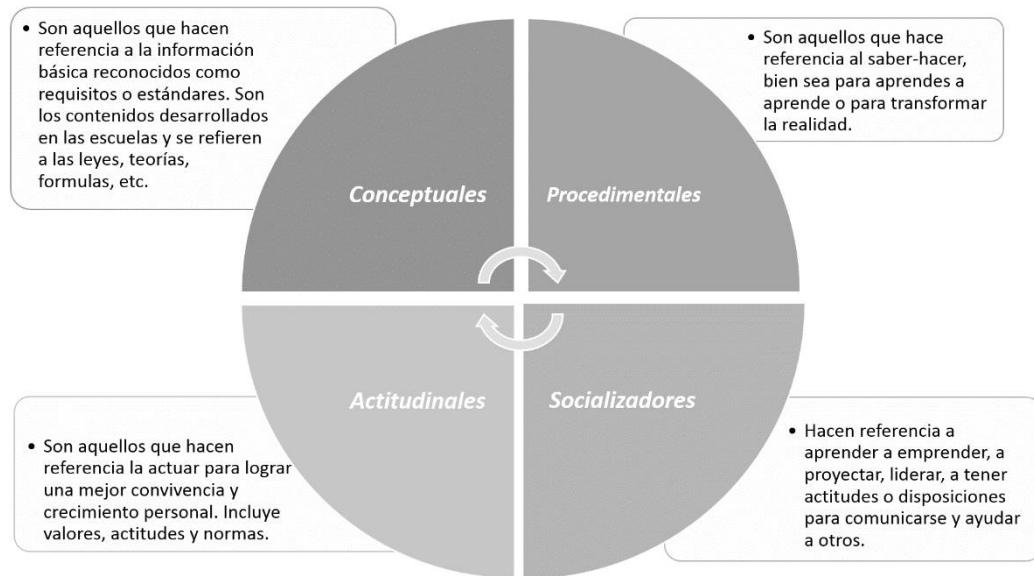 • Son aquellos que hacen
referencia a la información
básica reconocidos como
requisitos o estándares. Son
los contenidos desarrollados
en las escuelas y se refieren
a las leyes, teorías,
formulas, etc.
• Son aquellos que hace
referencia al saber-hacer,
bien sea para aprendes a
aprende o para transformar
la realidad.
Conceptuales
Procedimentales
Actitudinales
Socializadores
• Son aquellos que hacen
referencia la actuar para lograr
una mejor convivencia y
crecimiento personal. Incluye
valores, actitudes y normas.
• Hacen referencia a
aprender a emprender, a
proyectar, liderar, a tener
actitudes o disposiciones
para comunicarse y ayudar
a otros.